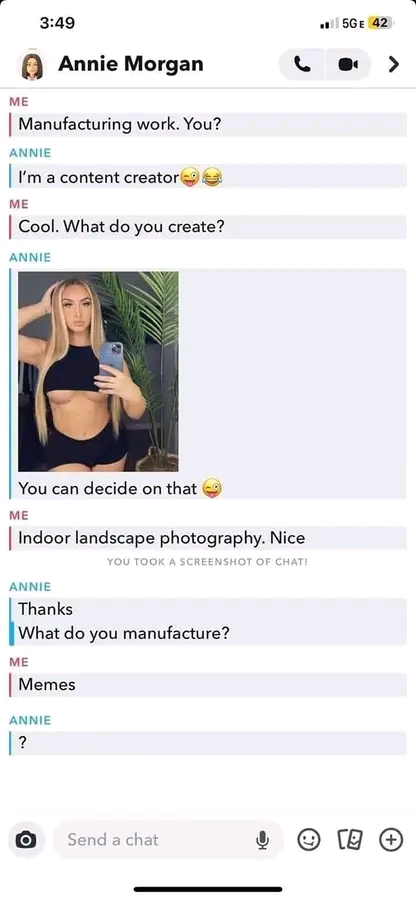 3:49
5GE 42
Annie Morgan
ME
Manufacturing work. You?
ANNIE
I'm a content creator😜😂
ME
Cool. What do you create?
ANNIE
You can decide on that 😜
ME
Indoor landscape photography. Nice
YOU TOOK A SCREENSHOT OF CHAT!
ANNIE
Thanks
What do you manufacture?
ME
Memes
ANNIE
?
Send a chat